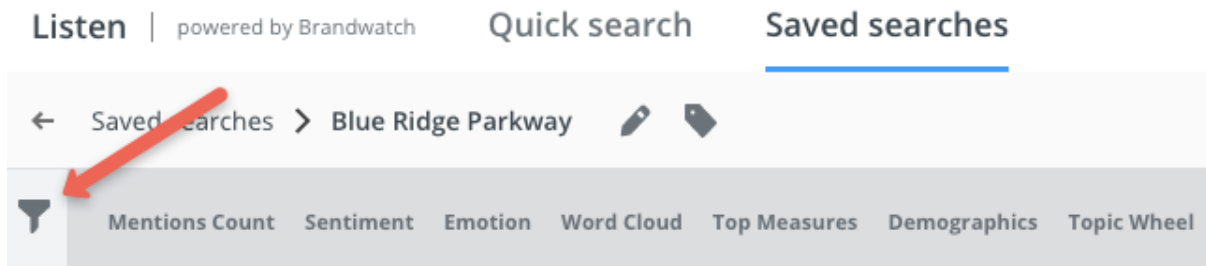 Listen | powered by Brandwatch Quick search Saved searches
Saved searches > Blue Ridge Parkway
Mentions Count Sentiment Emotion Word Cloud Top Measures Demographics Topic Wheel